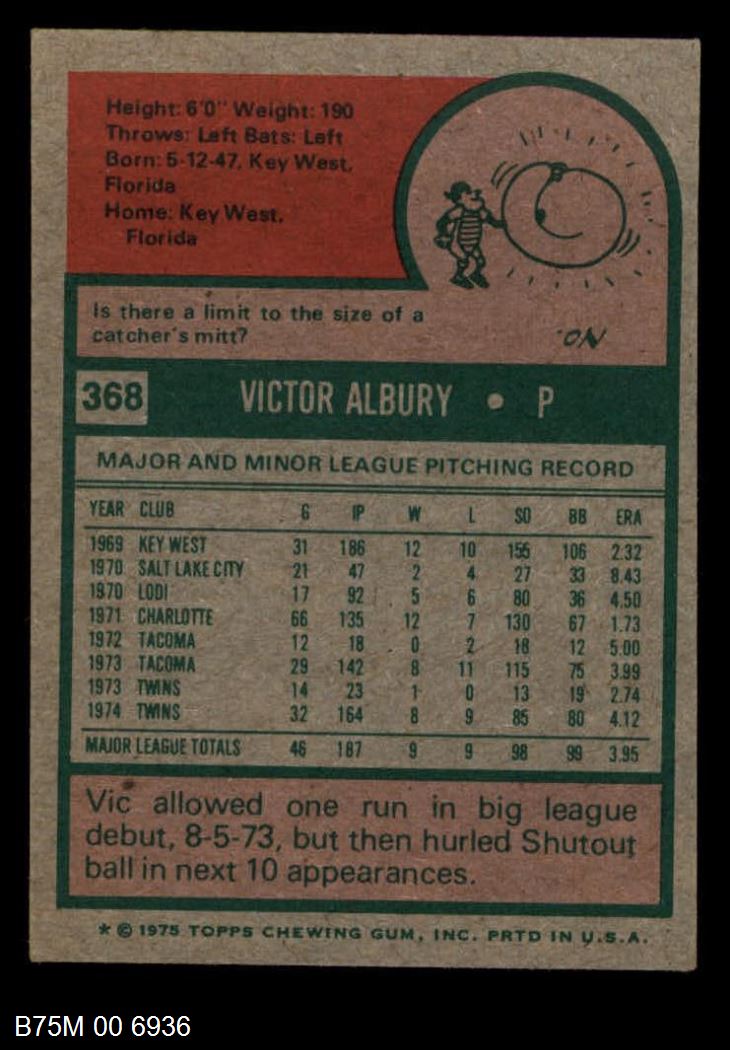 Height: 6'0" Weight: 190
Throws: Left Bats: Left
Born: 5-12-47, Key West,
Florida
Home: Key West,
Florida
Is there a limit to the size of a
catcher's mitt?
NO.
368 VICTOR ALBURY • P
MAJOR AND MINOR LEAGUE PITCHING RECORD
YEAR CLUB G IP W L SO BB ERA
1969 KEY WEST 31 186 12 10 155 106 2.32
1970 SALT LAKE CITY 21 47 2 4 27 33 8.43
1970 LODI 17 92 5 6 80 36 4.50
1971 CHARLOTTE 66 135 12 7 130 67 1.73
1972 TACOMA 12 18 0 2 18 12 5.00
1973 TACOMA 29 142 8 11 115 75 3.99
1973 TWINS 14 23 1 0 13 19 2.74
1974 TWINS 32 164 8 9 85 80 4.12
MAJOR LEAGUE TOTALS 46 187 9 9 98 99 3.95
Vic allowed one run in big league
debut, 8-5-73, but then hurled Shutout
ball in next 10 appearances.
* © 1975 TOPPS CHEWING GUM, INC. PRTD IN U.S.A.
B75M 00 6936